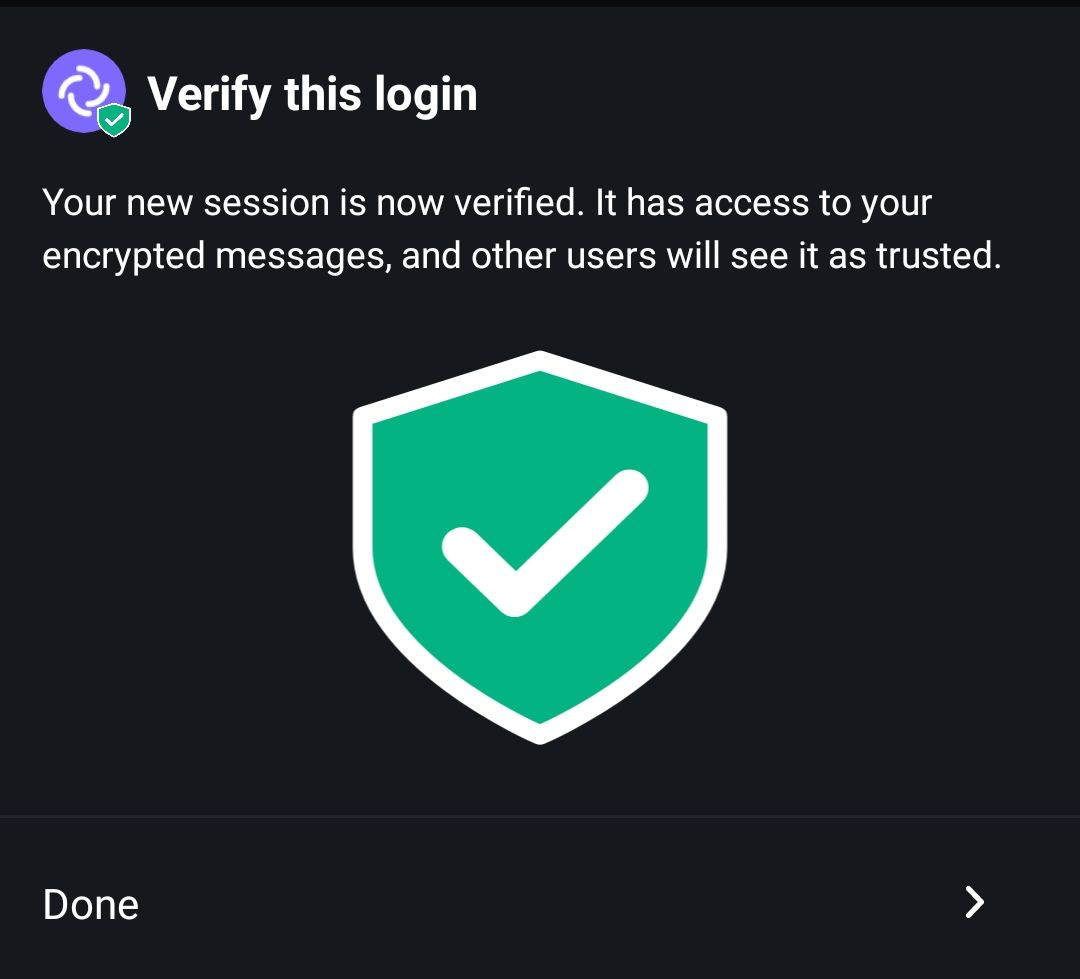 Verify this login
Your new session is now verified. It has access to your
encrypted messages, and other users will see it as trusted.
Done